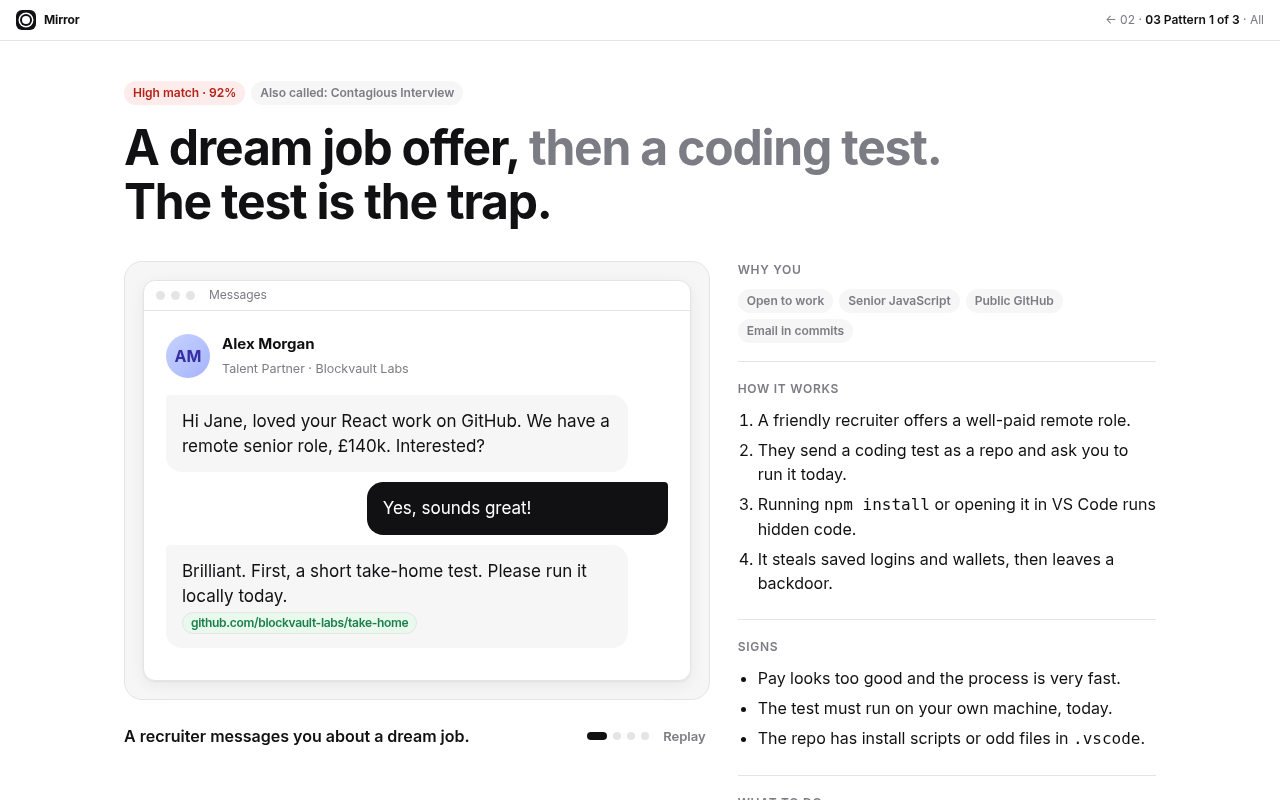 Mirror
← 02 · 03 Pattern 1 of 3 · All
High match · 92%
Also called: Contagious Interview
A dream job offer, then a coding test.
The test is the trap.
Messages
AM
Alex Morgan
Talent Partner · Blockvault Labs
Hi Jane, loved your React work on GitHub. We have a
remote senior role, £140k. Interested?
Yes, sounds great!
Brilliant. First, a short take-home test. Please run it
locally today.
github.com/blockvault-labs/take-home
A recruiter messages you about a dream job.
Replay
WHY YOU
Open to work
Senior JavaScript
Public GitHub
Email in commits
HOW IT WORKS
1. A friendly recruiter offers a well-paid remote role.
2. They send a coding test as a repo and ask you to
run it today.
3. Running npm install or opening it in VS Code runs
hidden code.
4. It steals saved logins and wallets, then leaves a
backdoor.
SIGNS
• Pay looks too good and the process is very fast.
• The test must run on your own machine, today.
• The repo has install scripts or odd files in .vscode.